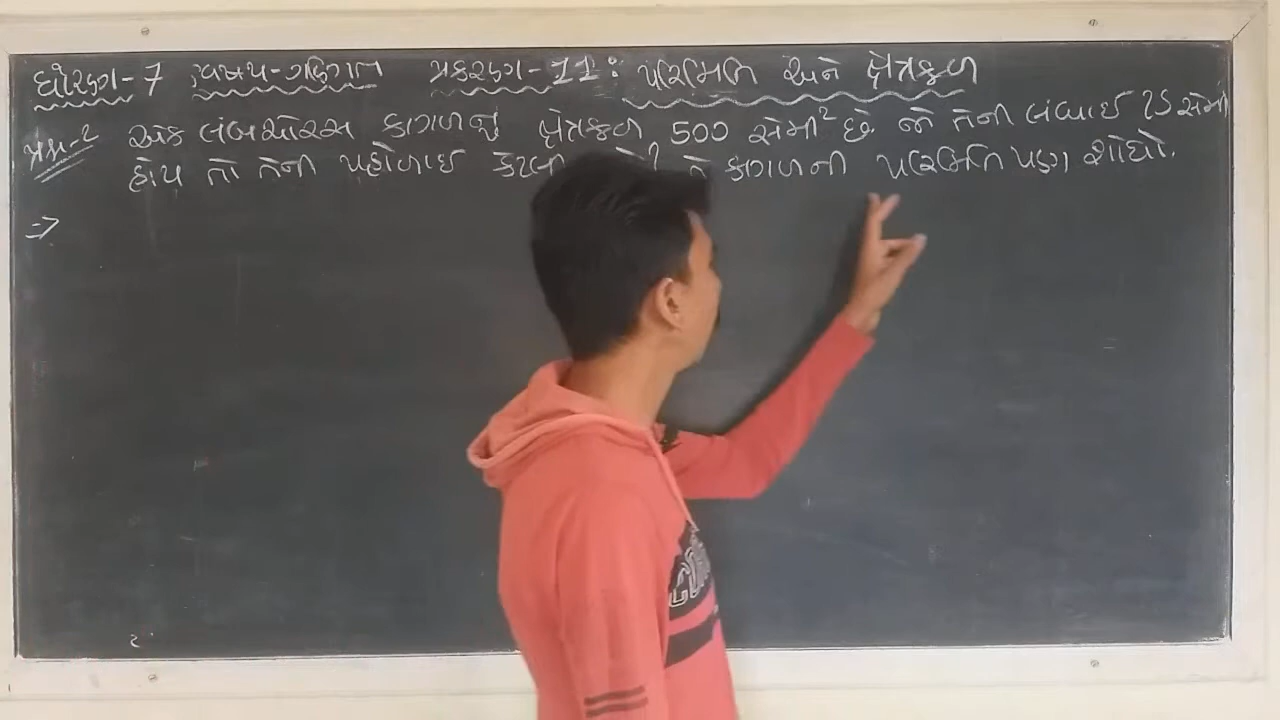 ધોરણ-7 વિષય-ગણિત પ્રકરણ-11: પરિમિતિ અને ક્ષેત્રફળ
પ્રશ્ન-2 એક લંબચોરસ કાગળનું ક્ષેત્રફળ 500 સેમી² છે. જો તેની લંબાઈ 25 સેમી
હોય તો તેની પહોળાઈ તે કાગળની પરિમિતિ પણ શોધો.
⇒